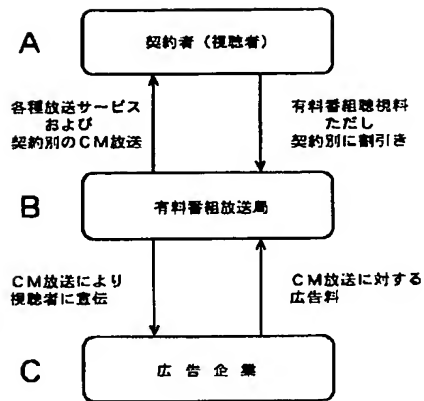 A
契約者（視聴者）
各種放送サービス
および
契約別のCM放送
有料番組聴視料
ただし
契約別に割引き
B
有料番組放送局
CM放送により
視聴者に宣伝
CM放送に対する
広告料
C
広告企業